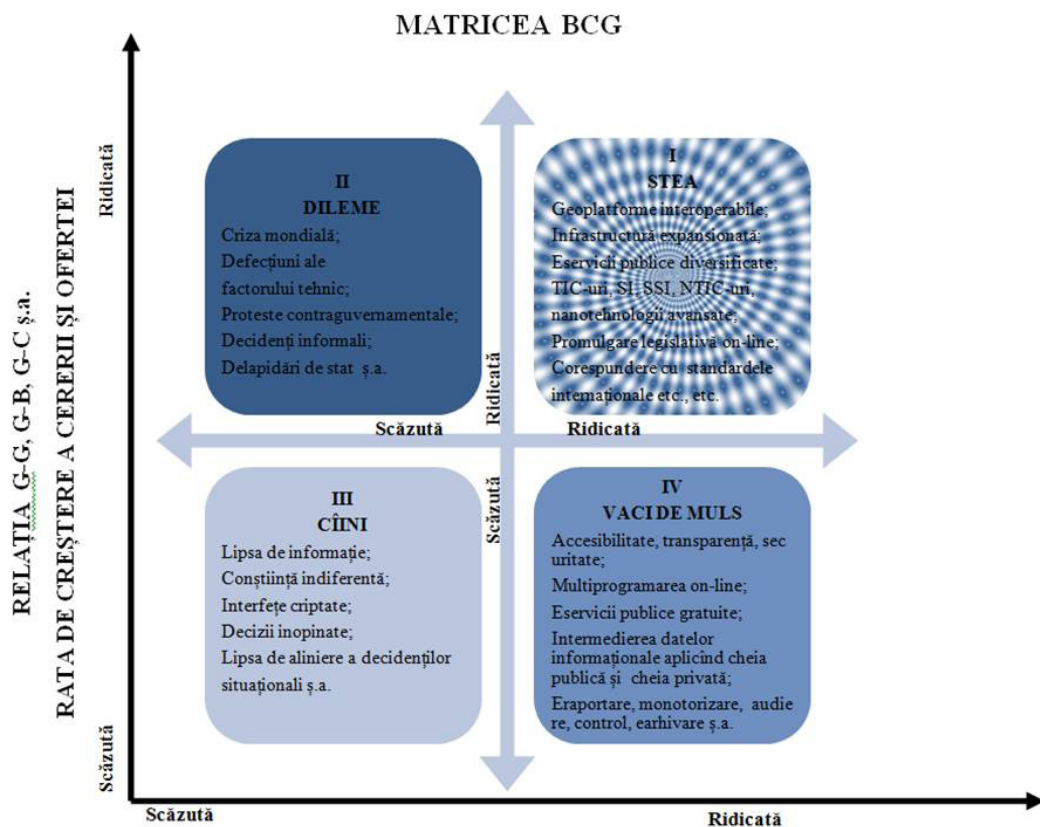 MATRICEA BCG
RELAȚIA G-G, G-B, G-C ș.a.
RATA DE CREȘTERE A CERERII ȘI OFERTEI
Ridicată
Scăzută
II
DILEME
Criza mondială;
Defecțiuni ale
factorului tehnic;
Proteste contraguvernamentale;
Decidenți informali;
Delapidări de stat ș.a.
I
STEA
Geoplatforme interoperabile;
Infrastructură expansionată;
Eservicii publice diversificate;
TIC-uri, SI, SSI, NTIC-uri,
nanotehnologii avansate;
Promulgare legislativă on-line;
Corespundere cu standardele
internaționale etc., etc.
Scăzută
Ridicată
Ridicată
Scăzută
III
CÎINI
Lipsa de informație;
Conștiință indiferentă;
Interfețe criptate;
Decizii inopinate;
Lipsa de aliniere a decidenților
situaționali ș.a.
IV
VACI DE MULS
Accesibilitate, transparență, sec
uritate;
Multiprogramarea on-line;
Eservicii publice gratuite;
Intermedierea datelor
informaționale aplicînd cheia
publică și cheia privată;
Eraportare, monotorizare, audie
re, control, earhivare ș.a.
Scăzută
Ridicată